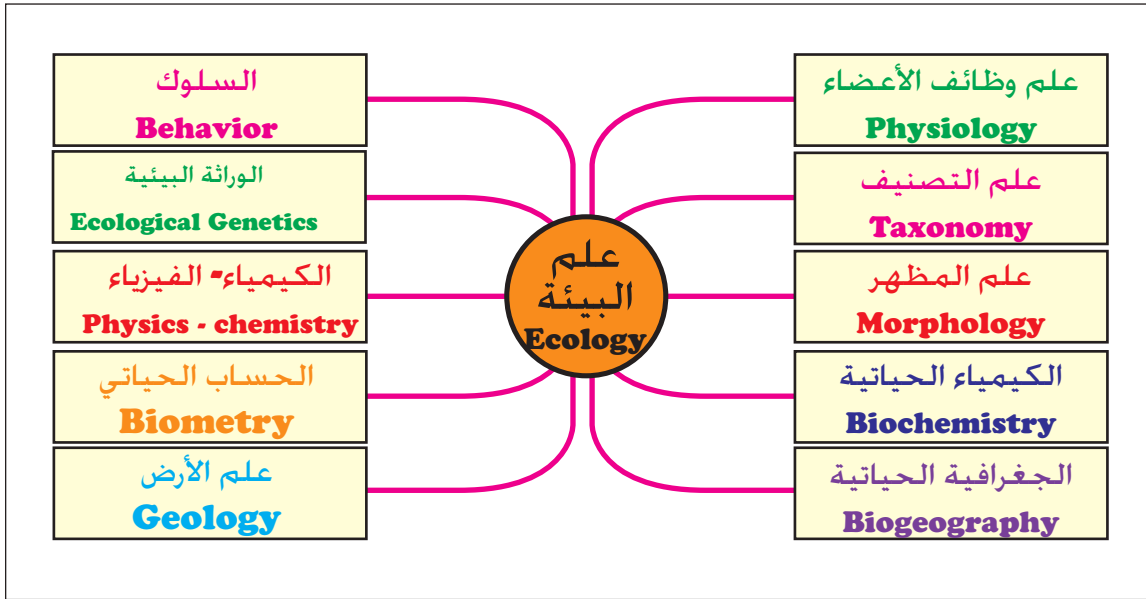 علم وظائف الأعضاء
Physiology
علم التصنيف
Taxonomy
علم المظهر
Morphology
الكيمياء الحياتية
Biochemistry
الجغرافية الحياتية
Biogeography
علم
البيئة
Ecology
السلوك
Behavior
الوراثة البيئية
Ecological Genetics
الكيمياء- الفيزياء
Physics - chemistry
الحساب الحياتي
Biometry
علم الأرض
Geology